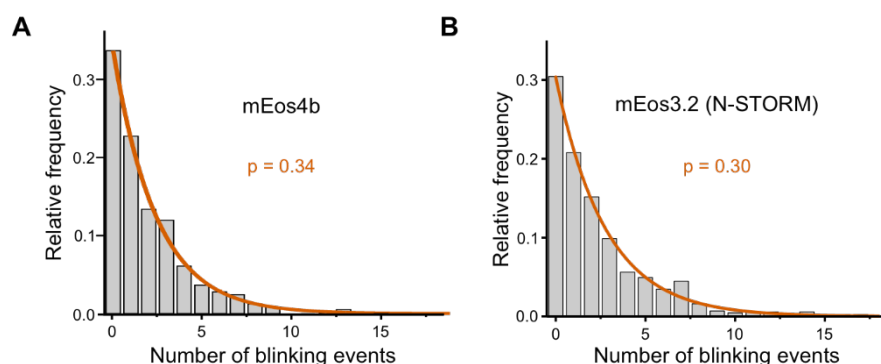 A
Relative frequency
0.3
0.2
0.1
0.0
mEos4b
p = 0.34
0 5 10 15
Number of blinking events
B
Relative frequency
0.3
0.2
0.1
0.0
mEos3.2 (N-STORM)
p = 0.30
0 5 10 15
Number of blinking events